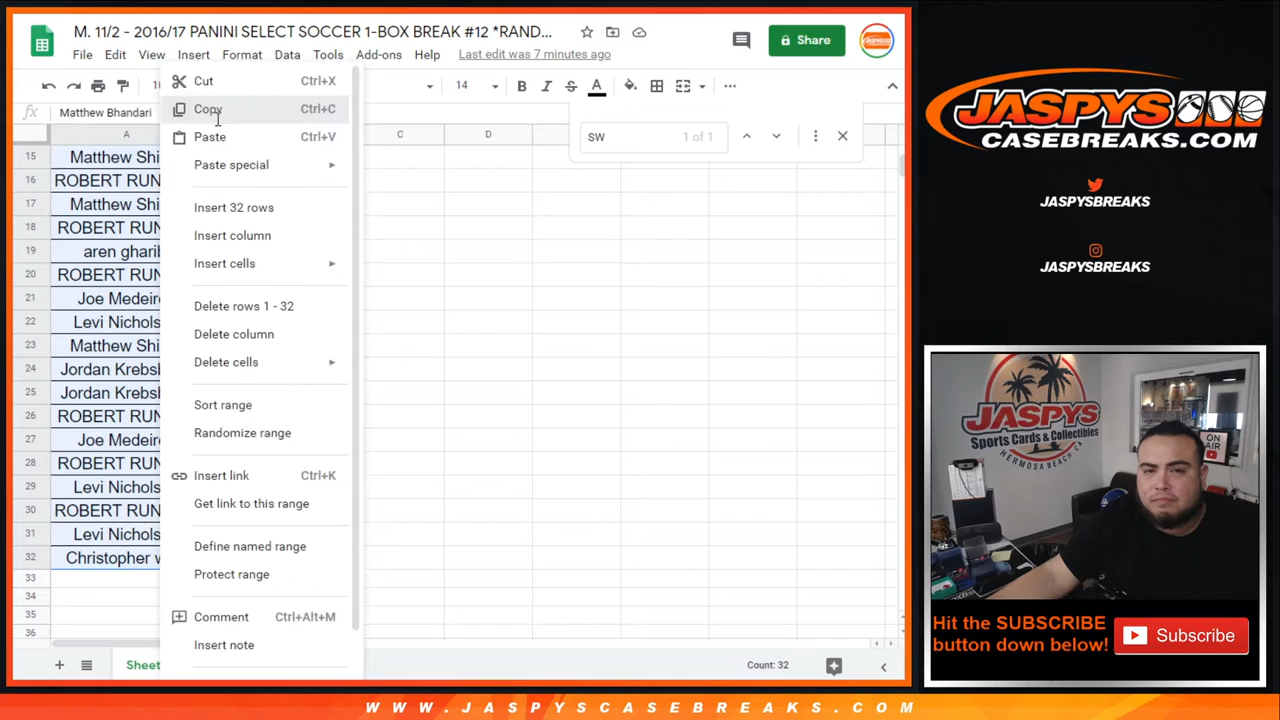 M. 11/2 - 2016/17 PANINI SELECT SOCCER 1-BOX BREAK #12 *RAND...
File Edit View Insert Format Data Tools Add-ons Help Last edit was 7 minutes ago
Share
14 B I S A
fx Matthew Bhandari
A C D
SW 1 of 1
Cut Ctrl+X
Copy Ctrl+C
Paste Ctrl+V
Paste special
Insert 32 rows
Insert column
Insert cells
Delete rows 1 - 32
Delete column
Delete cells
Sort range
Randomize range
Insert link Ctrl+K
Get link to this range
Define named range
Protect range
Comment Ctrl+Alt+M
Insert note
15 Matthew Shi
16 ROBERT RUN
17 Matthew Shi
18 ROBERT RUN
19 aren gharib
20 ROBERT RUN
21 Joe Medeir
22 Levi Nichols
23 Matthew Shi
24 Jordan Krebsb
25 Jordan Krebsb
26 ROBERT RUN
27 Joe Medeir
28 ROBERT RUN
29 Levi Nichols
30 ROBERT RUN
31 Levi Nichols
32 Christopher w
33
34
35
36
Sheet
Count: 32
JASPYS
CASEBREAKS.COM
JASPYSBREAKS
JASPYSBREAKS
JASPYS
Sports Cards & Collectibles
HERMOSA BEACH, CA
ON
AIR
Hit the SUBSCRIBE
button down below!
Subscribe
WWW.JASPYSCASEBREAKS.COM